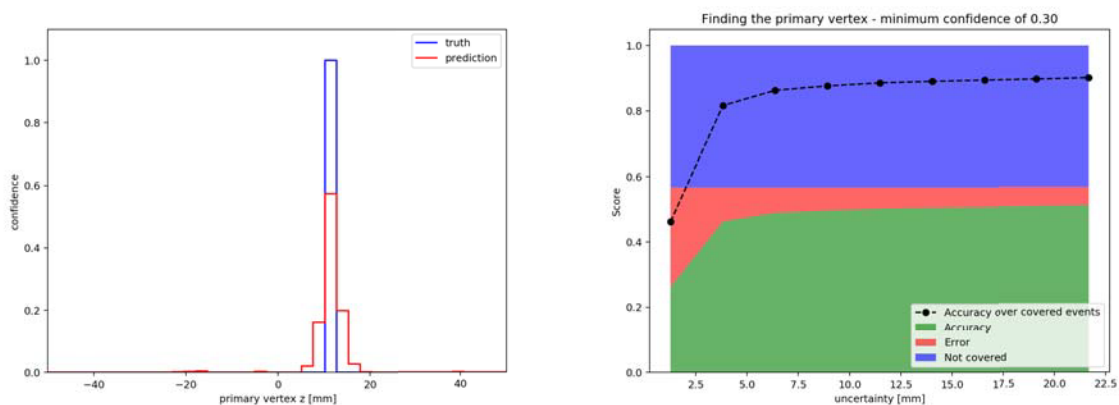 1.0
0.8
0.6
0.4
0.2
0.0
confidence
−40
−20
0
20
40
primary vertex z [mm]
truth
prediction
Finding the primary vertex - minimum confidence of 0.30
1.0
0.8
0.6
0.4
0.2
0.0
Score
Accuracy over covered events
Accuracy
Error
Not covered
2.5
5.0
7.5
10.0
12.5
15.0
17.5
20.0
22.5
uncertainty [mm]